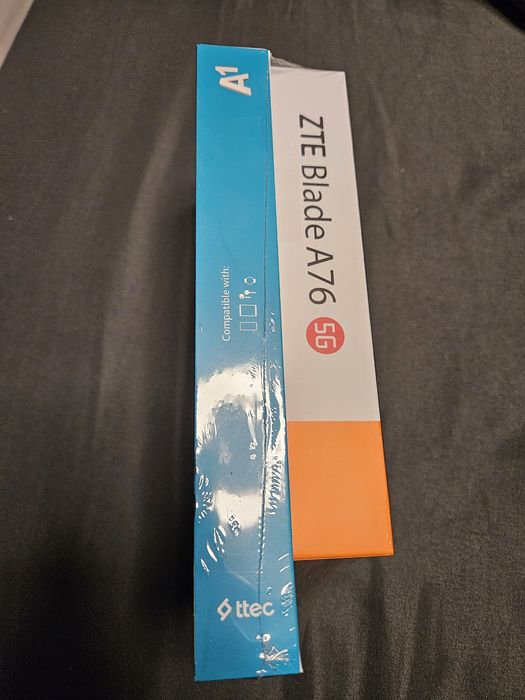 A1
Compatible with:
ttec
ZTE Blade A76 5G